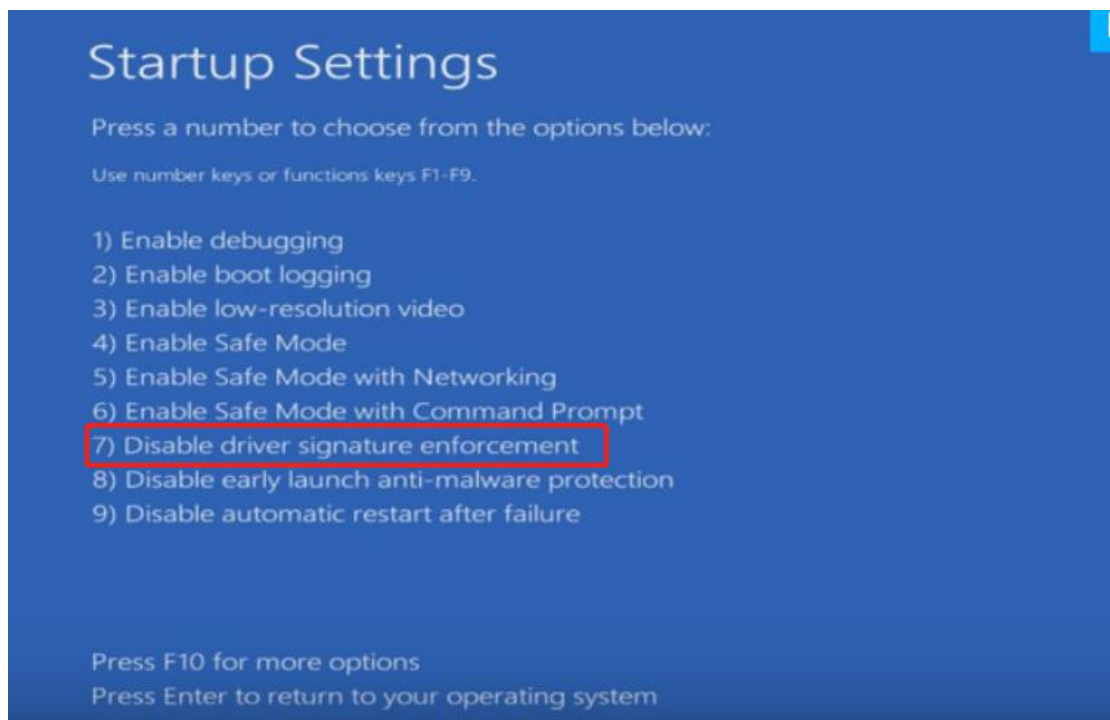 Startup Settings
Press a number to choose from the options below:
Use number keys or functions keys F1-F9.
1) Enable debugging
2) Enable boot logging
3) Enable low-resolution video
4) Enable Safe Mode
5) Enable Safe Mode with Networking
6) Enable Safe Mode with Command Prompt
7) Disable driver signature enforcement
8) Disable early launch anti-malware protection
9) Disable automatic restart after failure
Press F10 for more options
Press Enter to return to your operating system